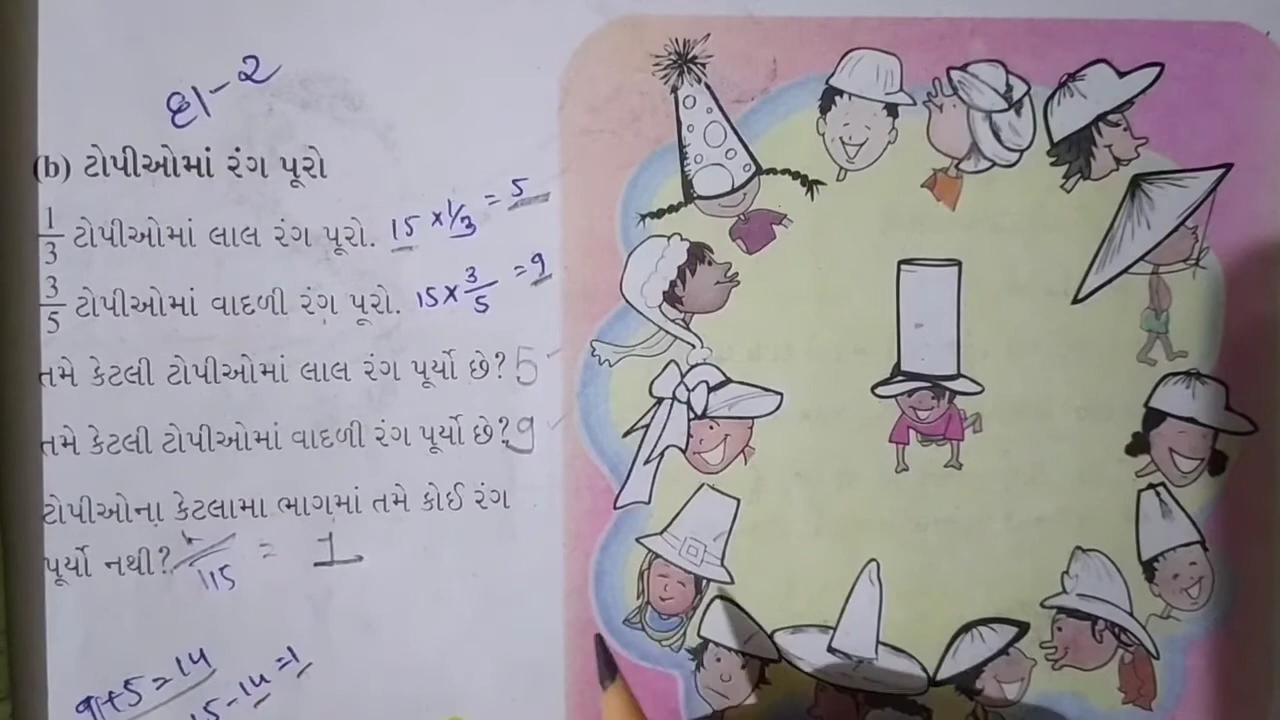 દા-2
(b) ટોપીઓમાં રંગ પૂરો
1/3 ટોપીઓમાં લાલ રંગ પૂરો. 15 × 1/3 = 5
3/5 ટોપીઓમાં વાદળી રંગ પૂરો. 15 × 3/5 = 9
તમે કેટલી ટોપીઓમાં લાલ રંગ પૂર્યો છે? 5
તમે કેટલી ટોપીઓમાં વાદળી રંગ પૂર્યો છે? 9
ટોપીઓના કેટલામા ભાગમાં તમે કોઈ રંગ
પૂર્યો નથી? = 1
9+5=14
15-14=1